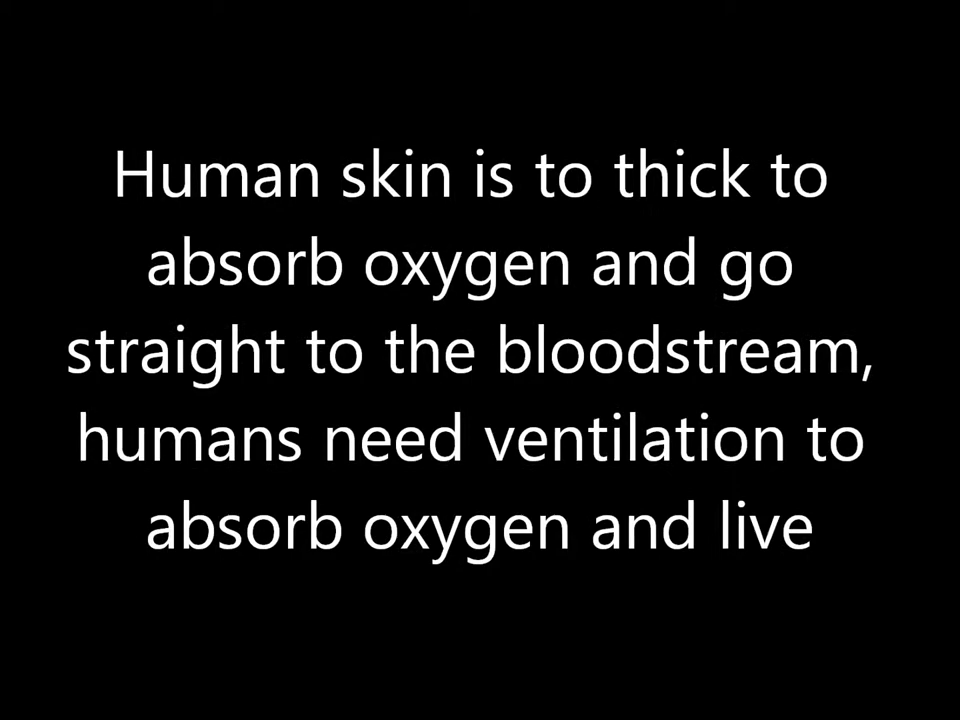 Human skin is to thick to
absorb oxygen and go
straight to the bloodstream,
humans need ventilation to
absorb oxygen and live